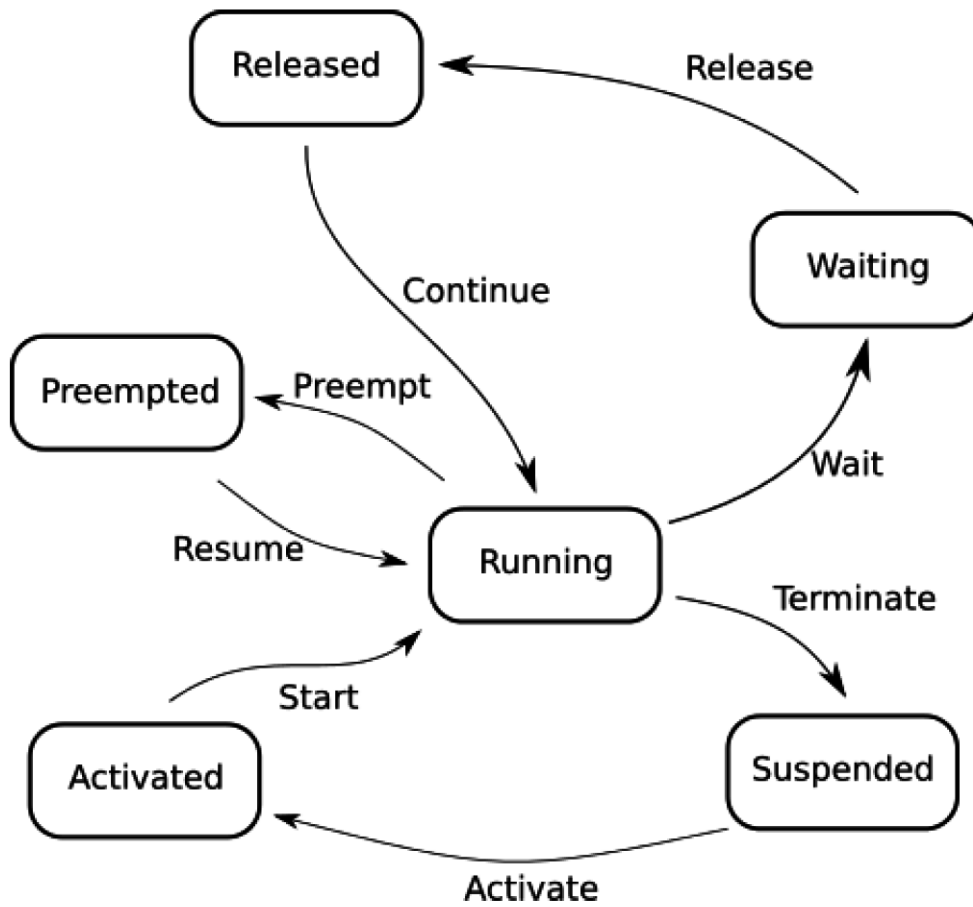 Released
Release
Waiting
Continue
Preempted
Preempt
Wait
Resume
Running
Terminate
Start
Activated
Suspended
Activate